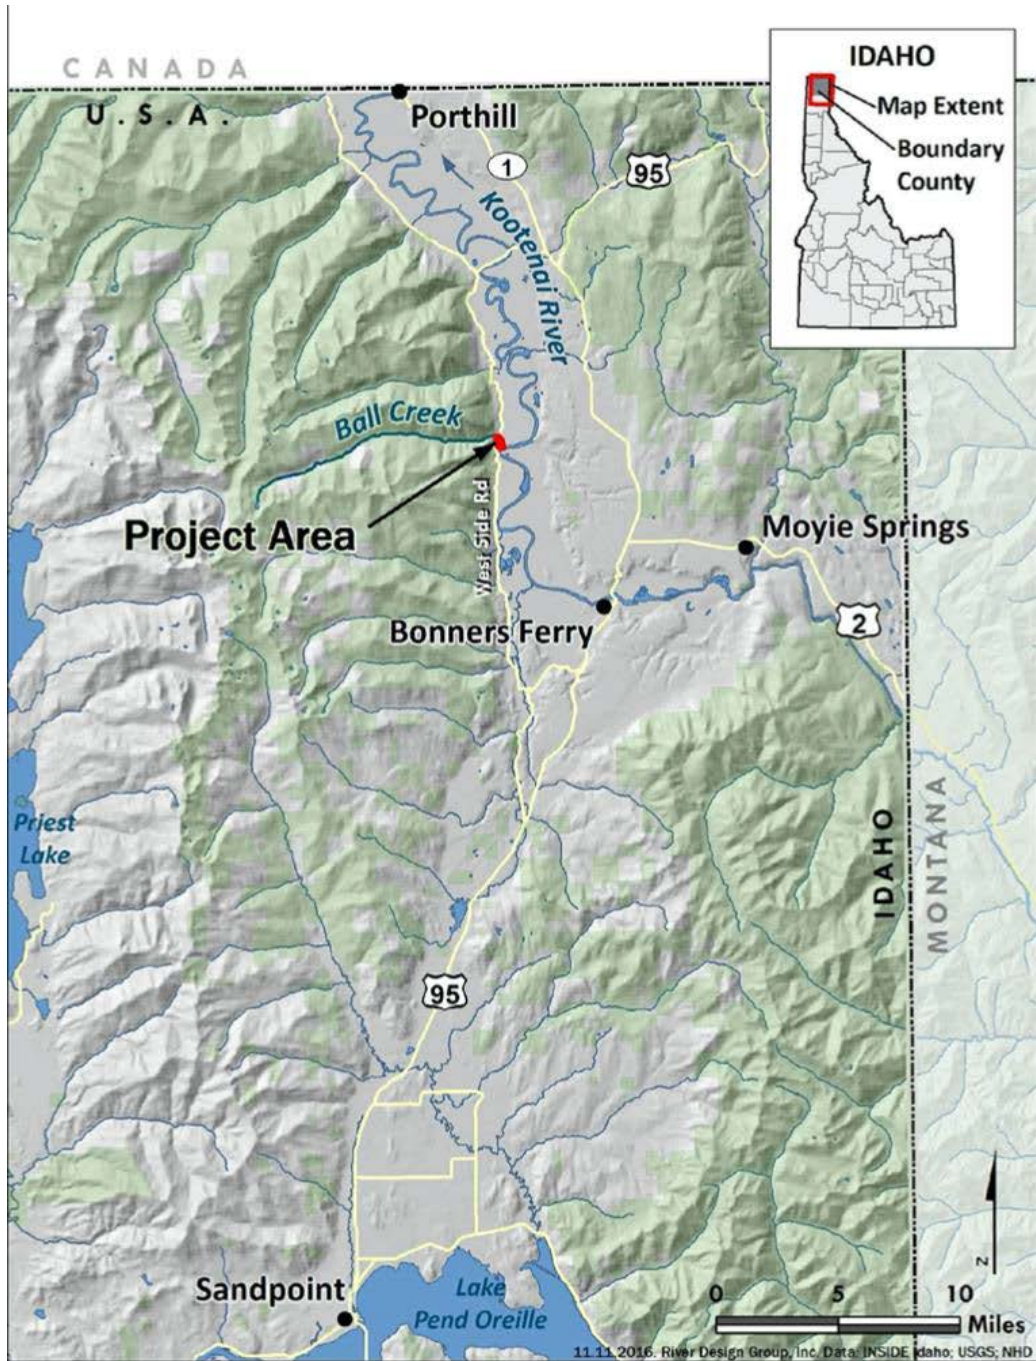 CANADA
U.S.A.
Porthill
1
95
Kootenai River
IDAHO
Map Extent
Boundary
County
Ball Creek
Project Area
West Side Rd
Moyie Springs
Bonners Ferry
2
Priest
Lake
IDAHO
MONTANA
95
Sandpoint
Lake
Pend Oreille
N
0 5 10
Miles
11.11.2016. River Design Group, Inc. Data: INSIDE Idaho; USGS; NHD